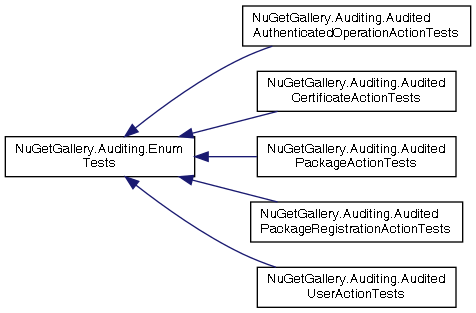 NuGetGallery.Auditing.Audited
AuthenticatedOperationActionTests
NuGetGallery.Auditing.Audited
CertificateActionTests
NuGetGallery.Auditing.Enum
Tests
NuGetGallery.Auditing.Audited
PackageActionTests
NuGetGallery.Auditing.Audited
PackageRegistrationActionTests
NuGetGallery.Auditing.Audited
UserActionTests